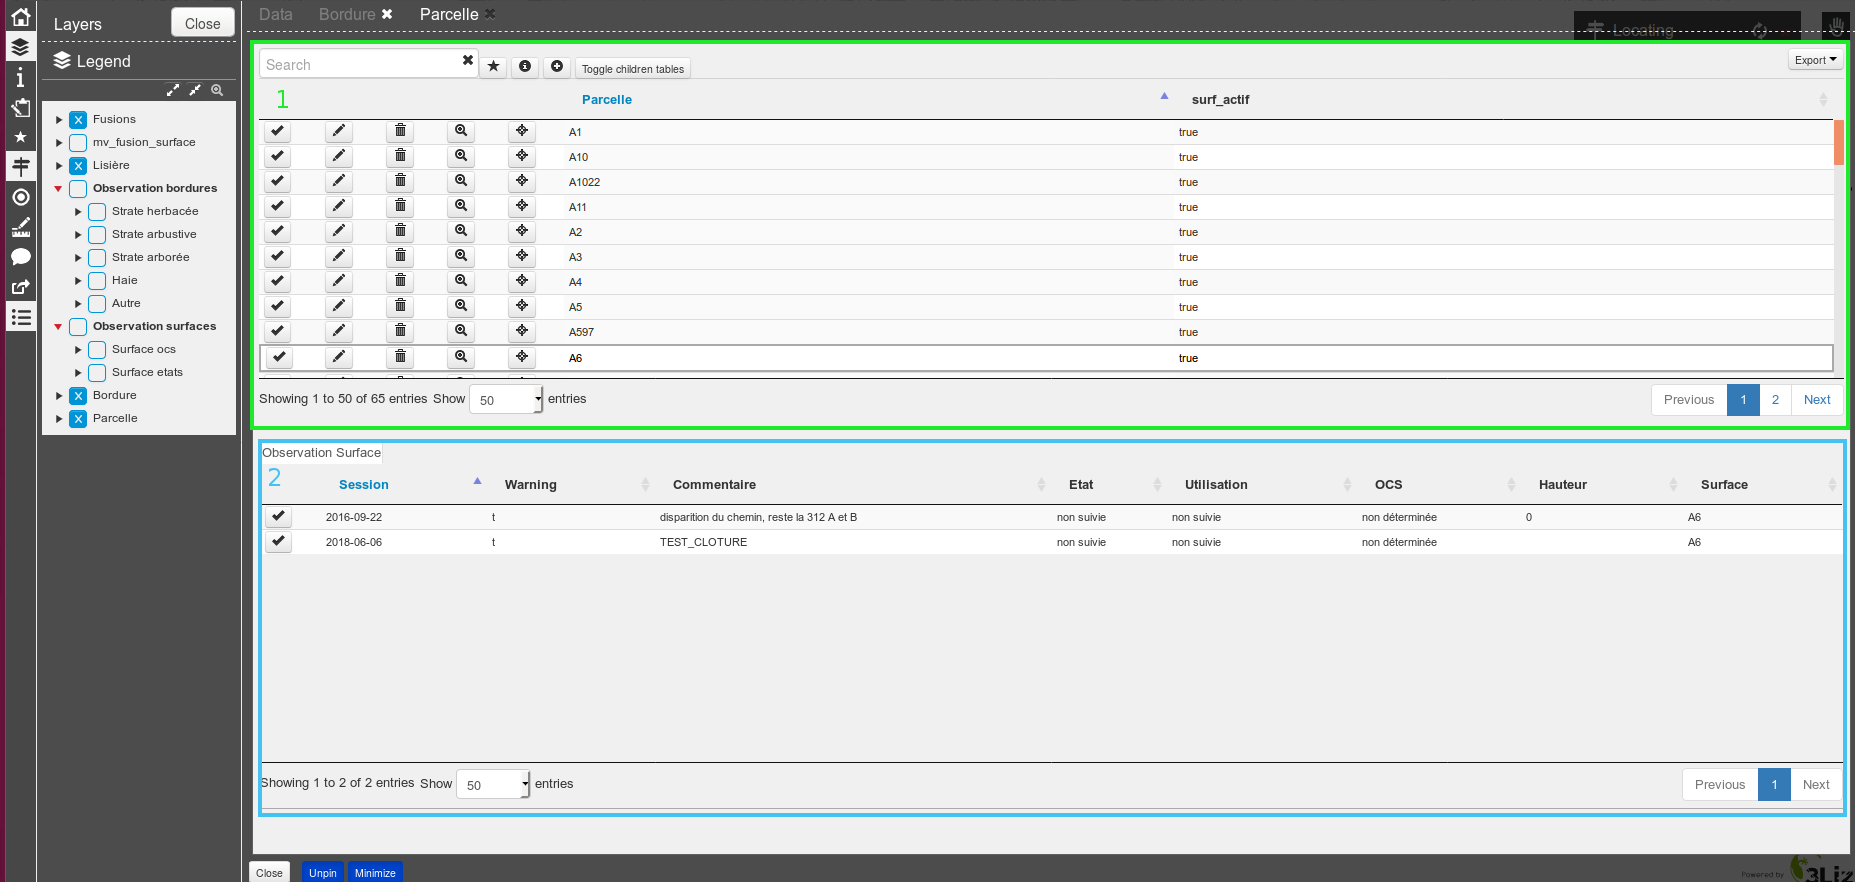 Layers
Close
Legend
Fusions
mv_fusion_surface
Lisière
Observation bordures
Strate herbacée
Strate arbustive
Strate arborée
Haie
Autre
Observation surfaces
Surface ocs
Surface etats
Bordure
Parcelle
Data Bordure Parcelle
Locating
Search Toggle children tables Export
1 Parcelle surf_actif
A1 true
A10 true
A1022 true
A11 true
A2 true
A3 true
A4 true
A5 true
A597 true
A6 true
Showing 1 to 50 of 65 entries Show 50 entries Previous 1 2 Next
Observation Surface
2
Session Warning Commentaire Etat Utilisation OCS Hauteur Surface
2016-09-22 t disparition du chemin, reste la 312 A et B non suivie non suivie non déterminée 0 A6
2018-06-06 t TEST_CLOTURE non suivie non suivie non déterminée A6
Showing 1 to 2 of 2 entries Show 50 entries Previous 1 Next
Close Unpin Minimize
Powered by 3Liz